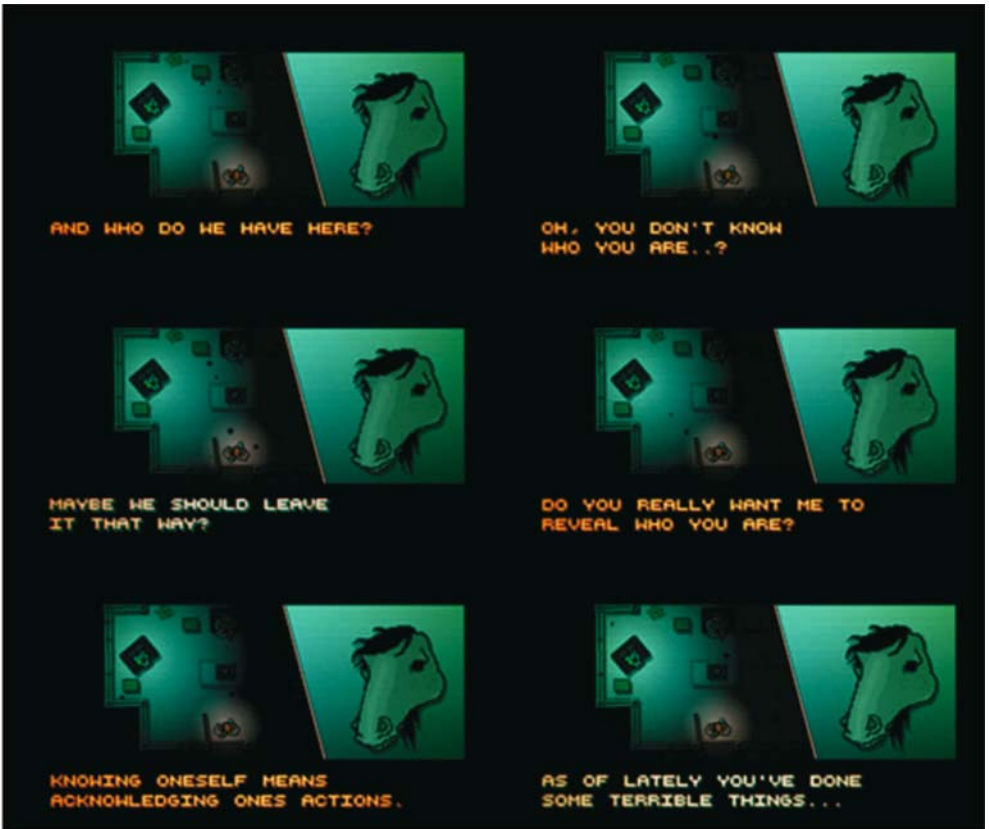 AND WHO DO WE HAVE HERE?
OH, YOU DON'T KNOW
WHO YOU ARE..?
MAYBE WE SHOULD LEAVE
IT THAT WAY?
DO YOU REALLY WANT ME TO
REVEAL WHO YOU ARE?
KNOWING ONESELF MEANS
ACKNOWLEDGING ONES ACTIONS.
AS OF LATELY YOU'VE DONE
SOME TERRIBLE THINGS...